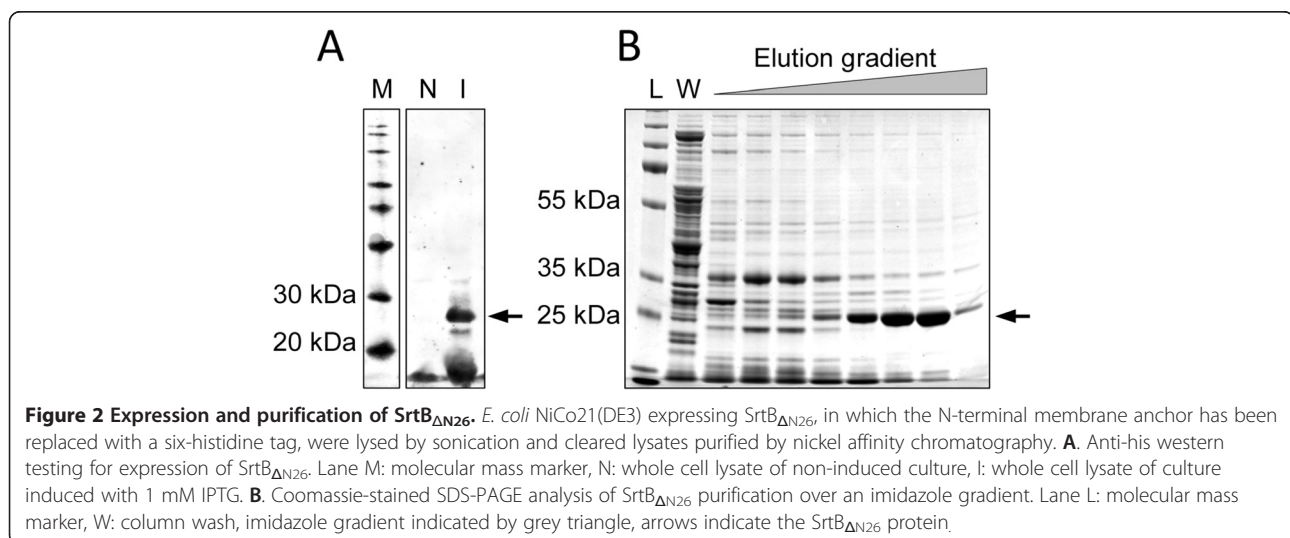 A
B
Elution gradient
M N I
L W
55 kDa
35 kDa
30 kDa
25 kDa
20 kDa
Figure 2 Expression and purification of SrtBΔN26. E. coli NiCo21(DE3) expressing SrtBΔN26, in which the N-terminal membrane anchor has been
replaced with a six-histidine tag, were lysed by sonication and cleared lysates purified by nickel affinity chromatography. A. Anti-his western
testing for expression of SrtBΔN26. Lane M: molecular mass marker, N: whole cell lysate of non-induced culture, I: whole cell lysate of culture
induced with 1 mM IPTG. B. Coomassie-stained SDS-PAGE analysis of SrtBΔN26 purification over an imidazole gradient. Lane L: molecular mass
marker, W: column wash, imidazole gradient indicated by grey triangle, arrows indicate the SrtBΔN26 protein.